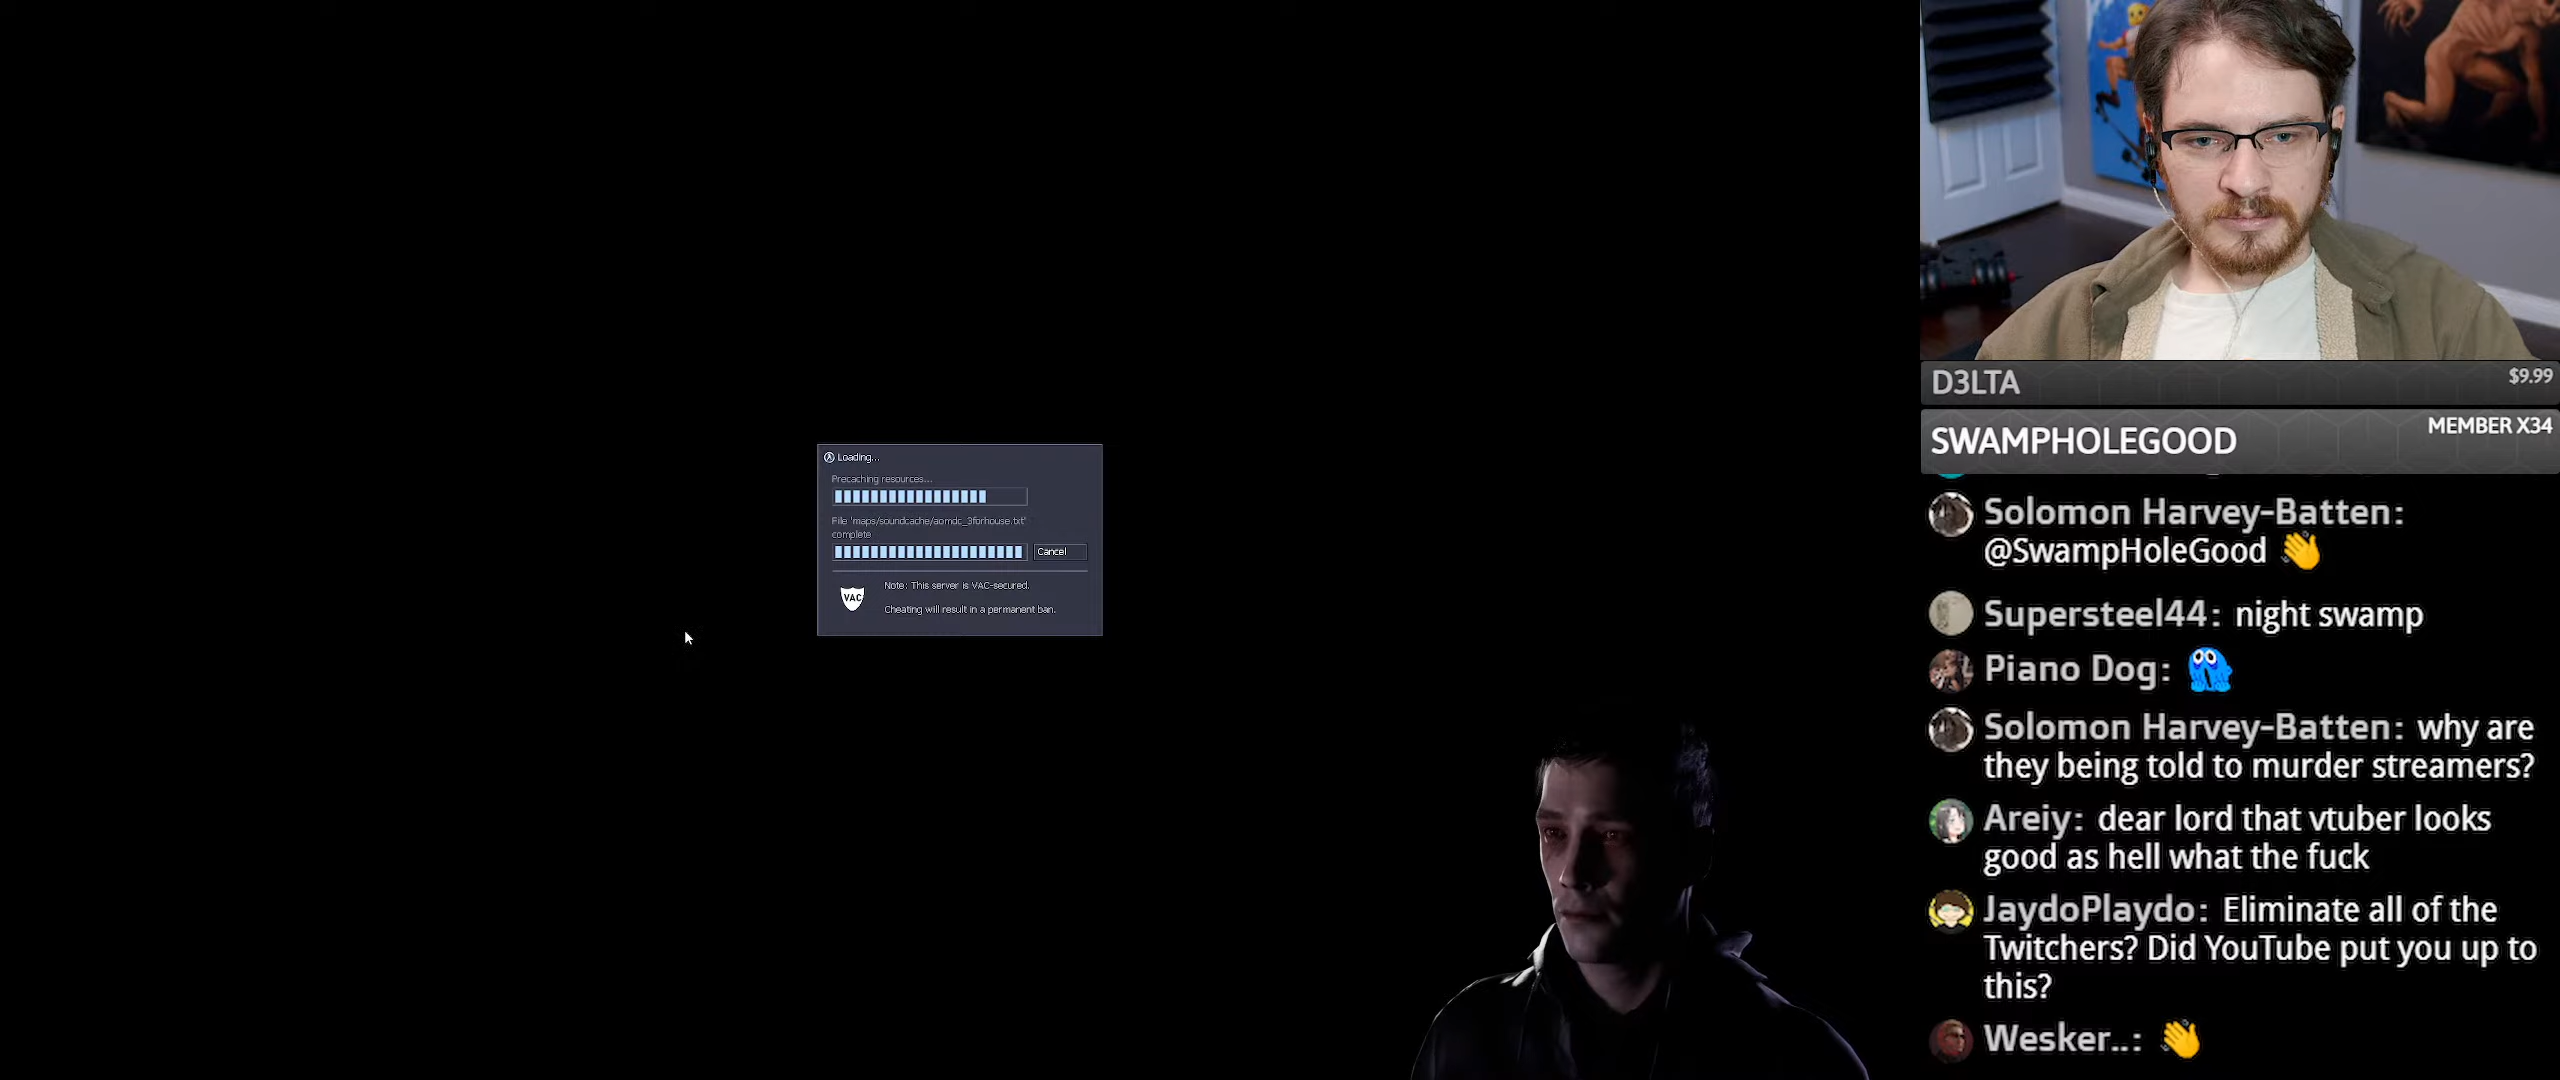 Loading...
Precaching resources...
File 'maps/soundcache/aomdc_3forhouse.txt'
complete
Cancel
VAC
Note: This server is VAC-secured.
Cheating will result in a permanent ban.
D3LTA
$9.99
SWAMPHOLEGOOD
MEMBER X34
Solomon Harvey-Batten:
@SwampHoleGood 👋
Supersteel44: night swamp
Piano Dog:
Solomon Harvey-Batten: why are
they being told to murder streamers?
Areiy: dear lord that vtuber looks
good as hell what the fuck
JaydoPlaydo: Eliminate all of the
Twitchers? Did YouTube put you up to
this?
Wesker..: 👋